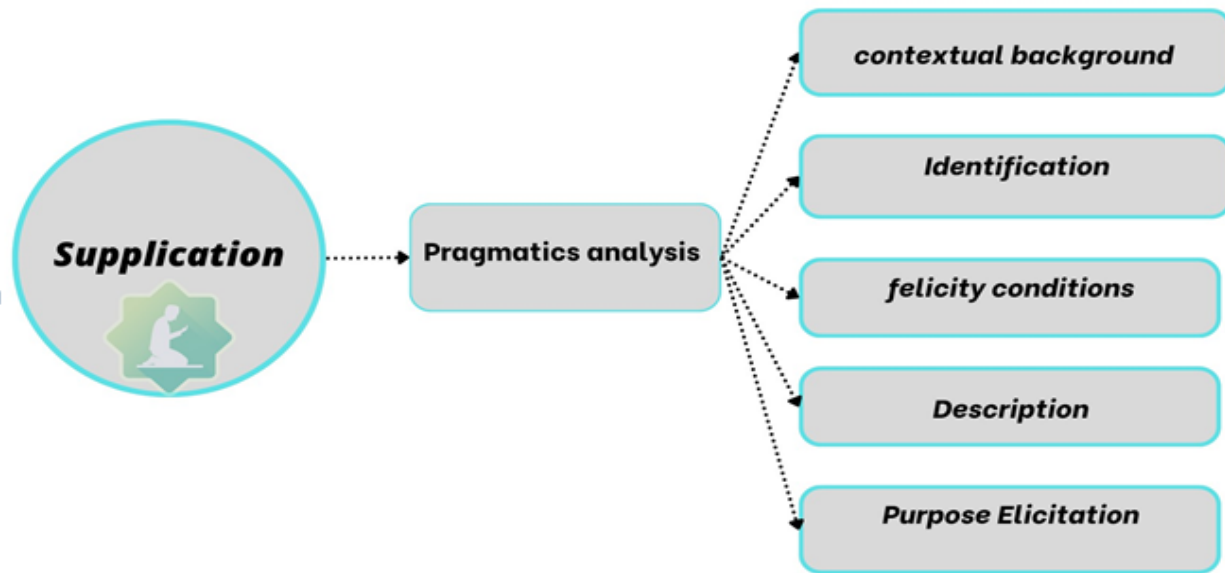 Supplication
Pragmatics analysis
contextual background
Identification
felicity conditions
Description
Purpose Elicitation